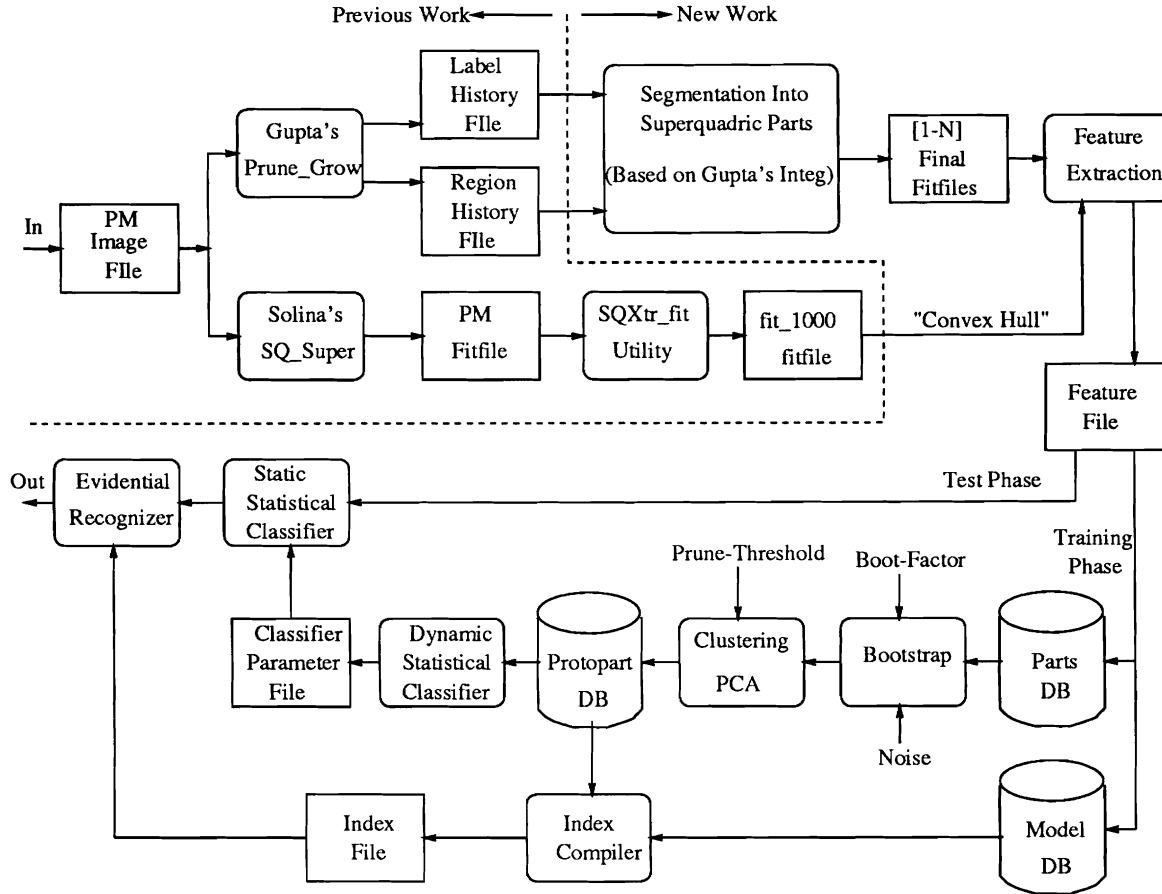 Previous Work
New Work
Label
History
FIle
Gupta's
Prune_Grow
Region
History
FIle
Segmentation Into
Superquadric Parts
(Based on Gupta's Integ)
[1-N]
Final
Fitfiles
Feature
Extraction
In
PM
Image
FIle
Solina's
SQ_Super
PM
Fitfile
SQXtr_fit
Utility
fit_1000
fitfile
"Convex Hull"
Feature
File
Out
Evidential
Recognizer
Static
Statistical
Classifier
Test Phase
Training
Phase
Prune-Threshold
Boot-Factor
Classifier
Parameter
File
Dynamic
Statistical
Classifier
Protopart
DB
Clustering
PCA
Bootstrap
Parts
DB
Noise
Index
File
Index
Compiler
Model
DB